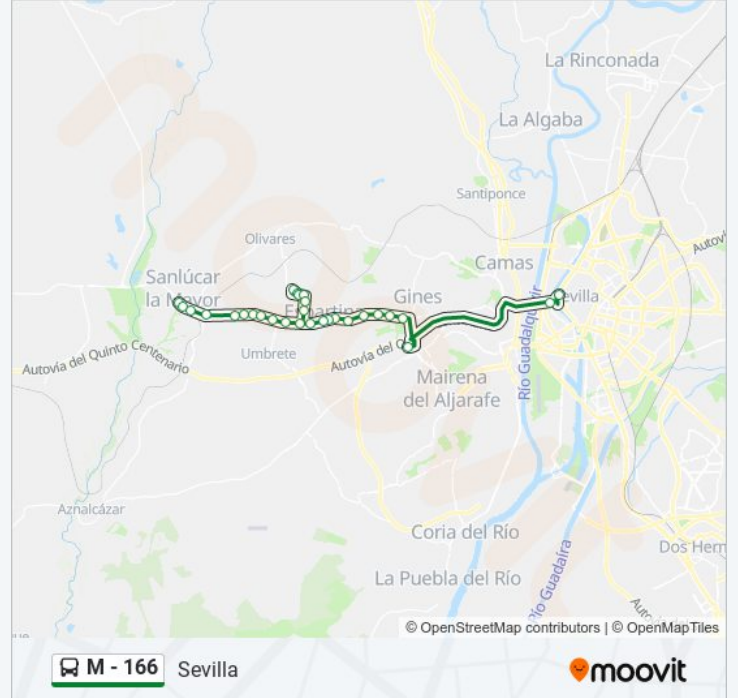 La Rinconada
La Algaba
Santiponce
Olivares
Camas
Sanlúcar
la Mayor
Gines
Sevilla
Umbrete
Autovía del Quinto Centenario
Autovía del
Río Guadalquivir
Mairena
del Aljarafe
Aznalcázar
Coria del Río
Dos Herm
La Puebla del Río
Río Guadaíra
© OpenStreetMap contributors | © OpenMapTiles
M - 166 Sevilla
moovit